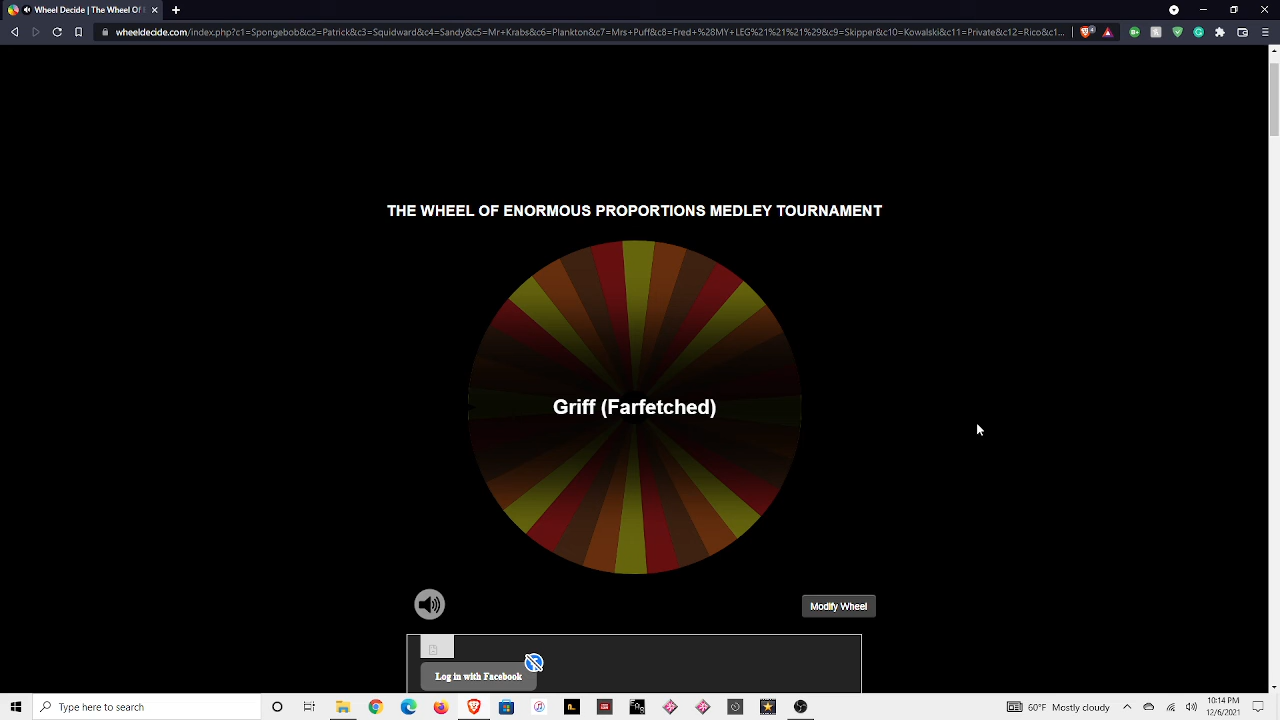 Wheel Decide | The Wheel Of
wheeldecide.com/index.php?c1=Spongebob&c2=Patrick&c3=Squidward&c4=Sandy&c5=Mr+Krabs&c6=Plankton&c7=Mrs+Puff&c8=Fred+%28MY+LEG%21%21%21%29&c9=Skipper&c10=Kowalski&c11=Private&c12=Rico&c1...
THE WHEEL OF ENORMOUS PROPORTIONS MEDLEY TOURNAMENT
Griff (Farfetched)
Modify Wheel
Log in with Facebook
Type here to search
60°F Mostly cloudy
10:14 PM
12/6/2021